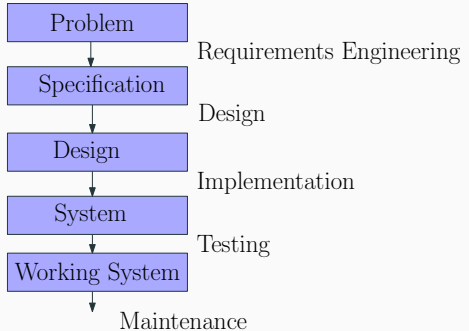 Problem
Requirements Engineering
Specification
Design
Design
Implementation
System
Testing
Working System
Maintenance